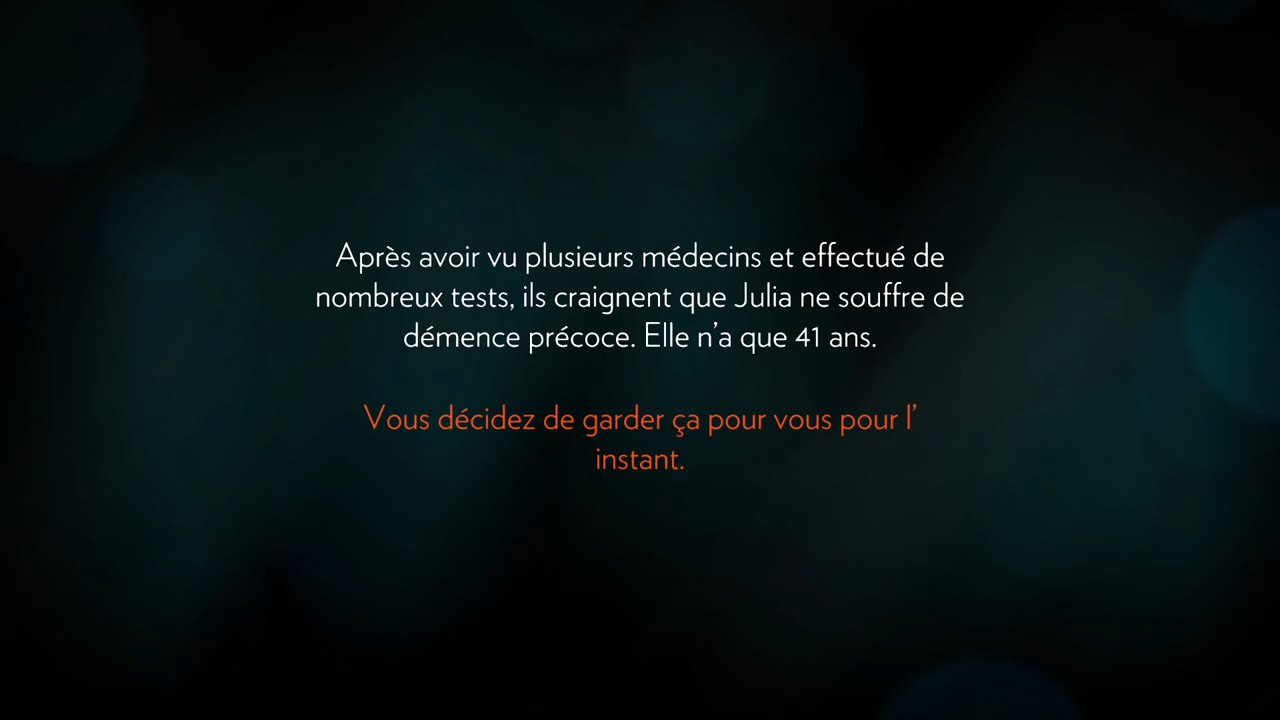 Après avoir vu plusieurs médecins et effectué de
nombreux tests, ils craignent que Julia ne souffre de
démence précoce. Elle n’a que 41 ans.
Vous décidez de garder ça pour vous pour l’
instant.